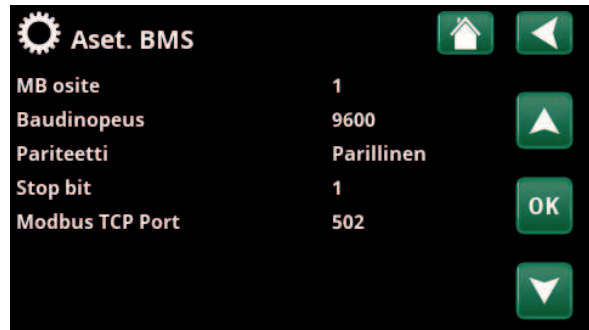 Aset. BMS
MB osite 1
Baudinopeus 9600
Pariteetti Parillinen
Stop bit 1
OK
Modbus TCP Port 502